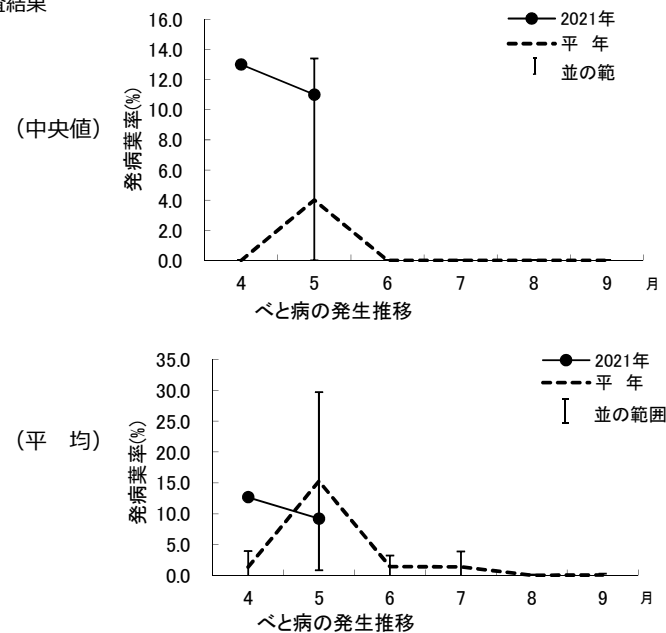 査結果
(中央値)
発病葉率(%)
16.0
14.0
12.0
10.0
8.0
6.0
4.0
2.0
0.0
4 5 6 7 8 9 月
べと病の発生推移
2021年
平 年
並の範
(平 均)
発病葉率(%)
35.0
30.0
25.0
20.0
15.0
10.0
5.0
0.0
4 5 6 7 8 9 月
べと病の発生推移
2021年
平 年
並の範囲